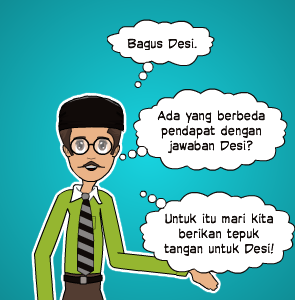 Bagus Desi.
Ada yang berbeda
pendapat dengan
jawaban Desi?
Untuk itu mari kita
berikan tepuk
tangan untuk Desi!